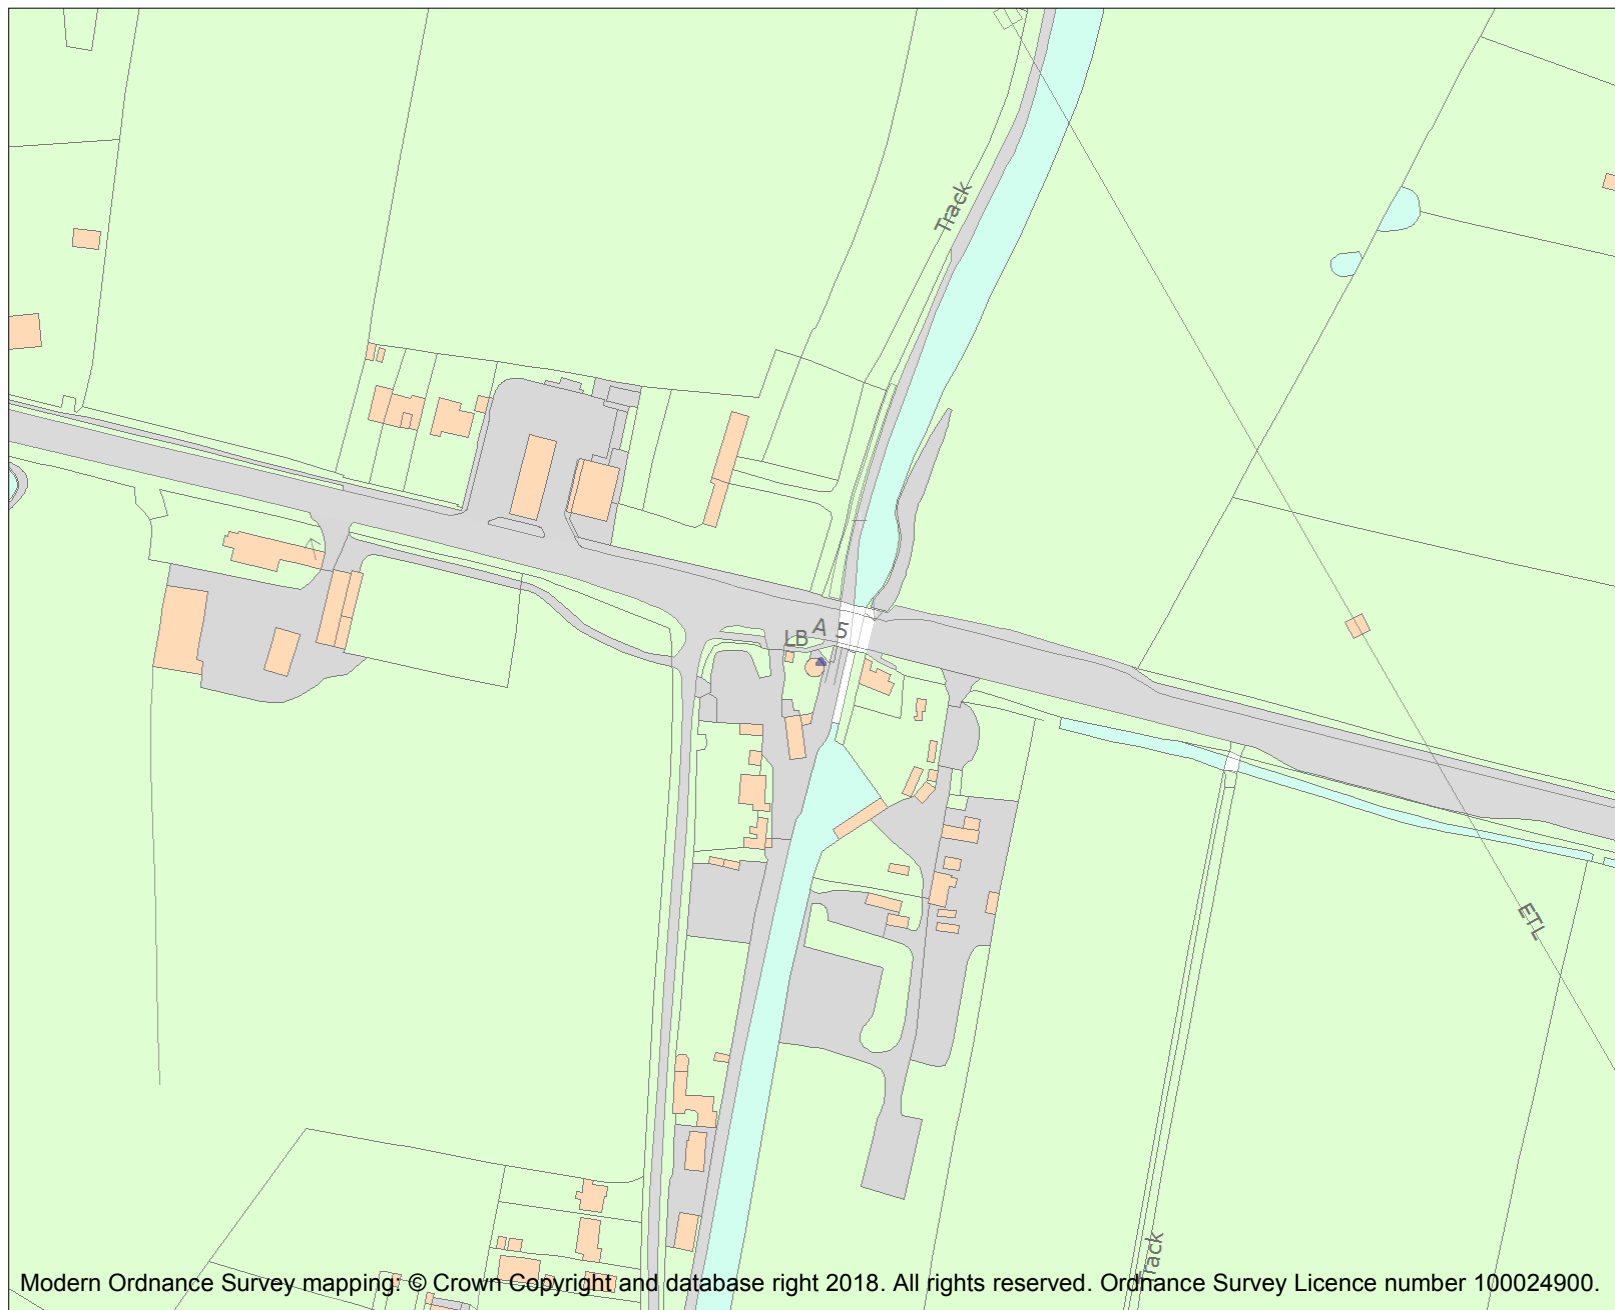 Track
A 5
LB
ETL
Track
Modern Ordnance Survey mapping: © Crown Copyright and database right 2018. All rights reserved. Ordnance Survey Licence number 100024900.